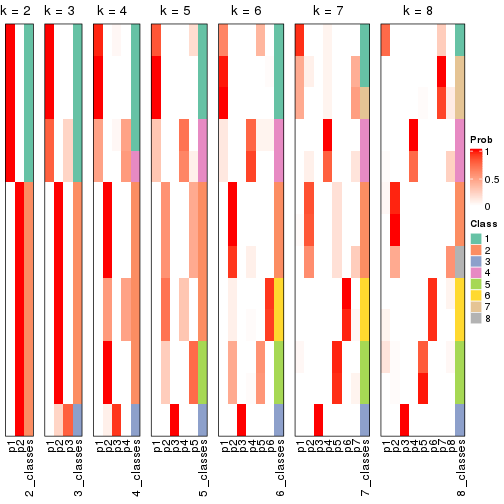 k = 2 k = 3 k = 4 k = 5 k = 6 k = 7 k = 8
Prob
1
0.5
0
Class
1
2
3
4
5
6
7
8
p1 p2 2_classes
p1 p2 p3 3_classes
p1 p2 p3 p4 4_classes
p1 p2 p3 p4 p5 5_classes
p1 p2 p3 p4 p5 p6 6_classes
p1 p2 p3 p4 p5 p6 p7 7_classes
p1 p2 p3 p4 p5 p6 p7 p8 8_classes